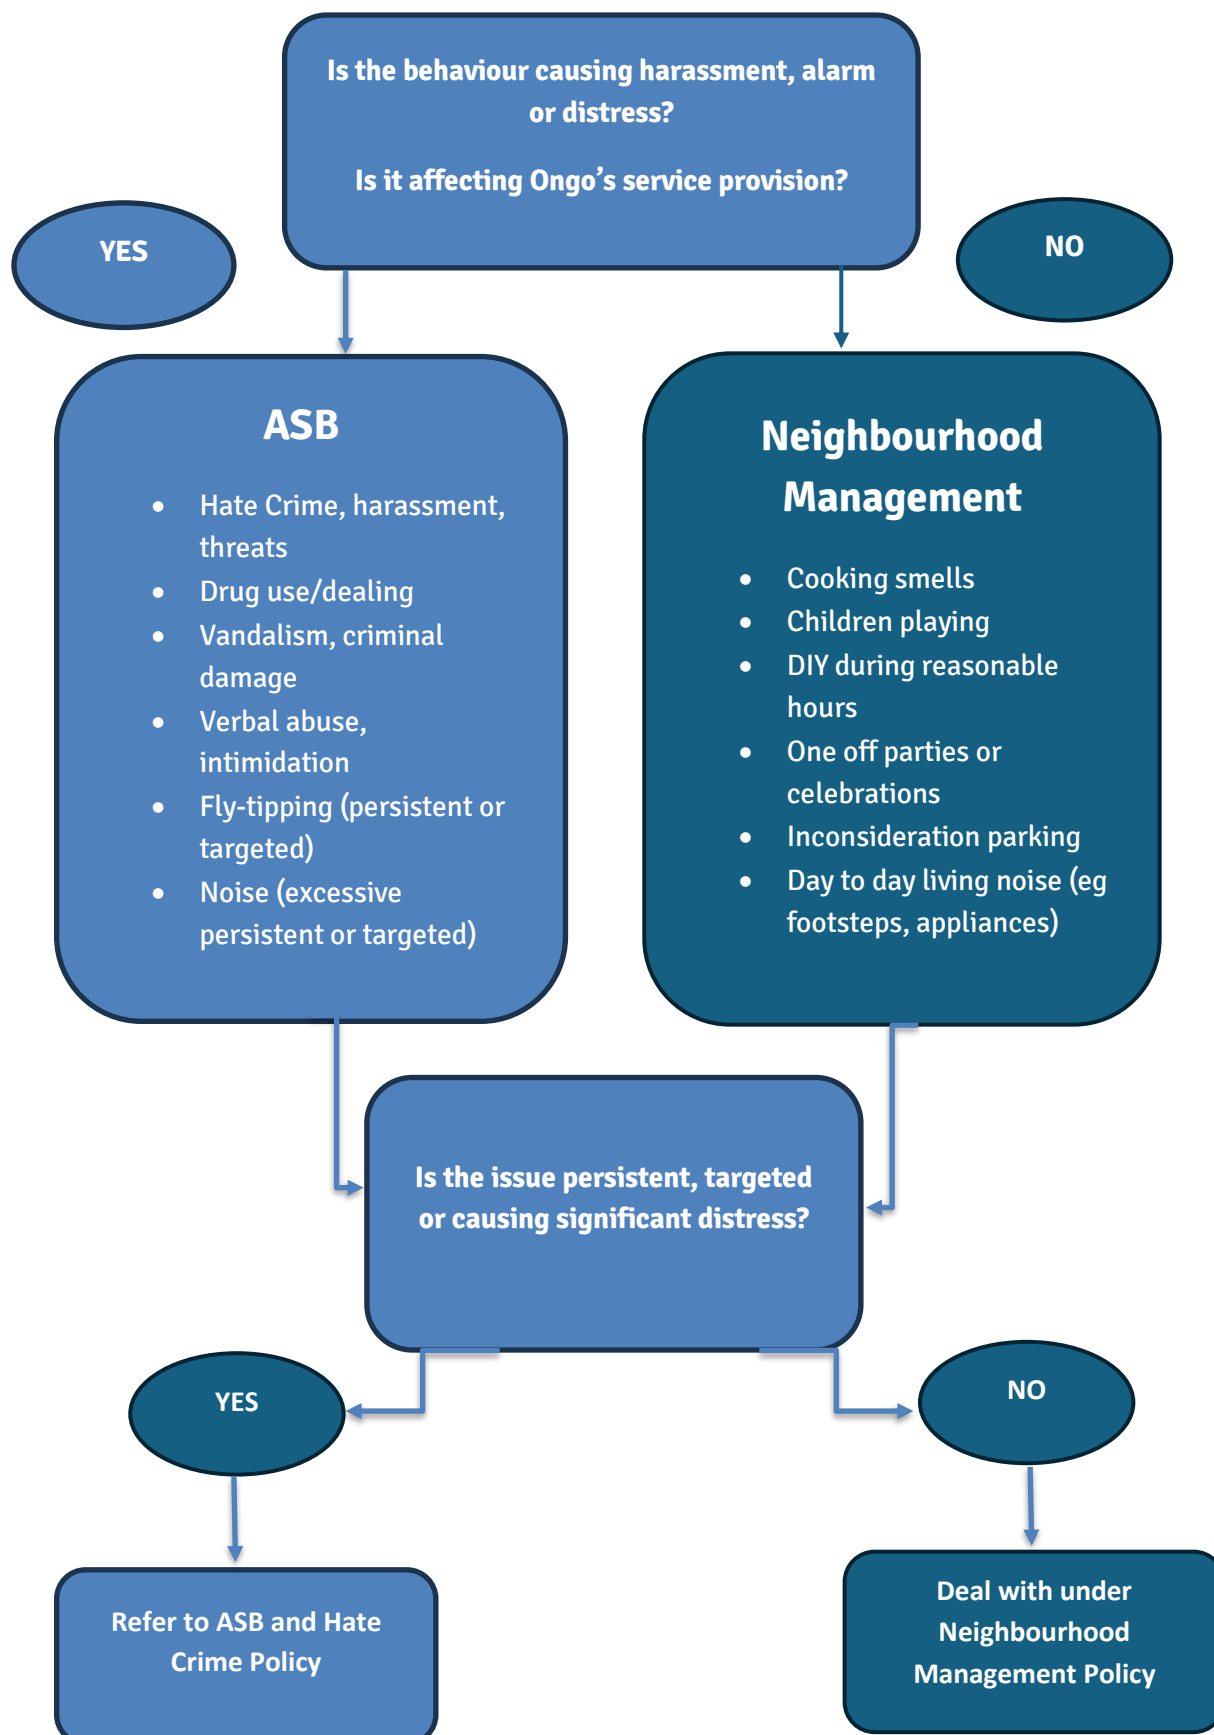 Is the behaviour causing harassment, alarm
or distress?
Is it affecting Ongo’s service provision?
YES
NO
ASB
• Hate Crime, harassment,
threats
• Drug use/dealing
• Vandalism, criminal
damage
• Verbal abuse,
intimidation
• Fly-tipping (persistent or
targeted)
• Noise (excessive
persistent or targeted)
Neighbourhood
Management
• Cooking smells
• Children playing
• DIY during reasonable
hours
• One off parties or
celebrations
• Inconsideration parking
• Day to day living noise (eg
footsteps, appliances)
Is the issue persistent, targeted
or causing significant distress?
YES
NO
Refer to ASB and Hate
Crime Policy
Deal with under
Neighbourhood
Management Policy